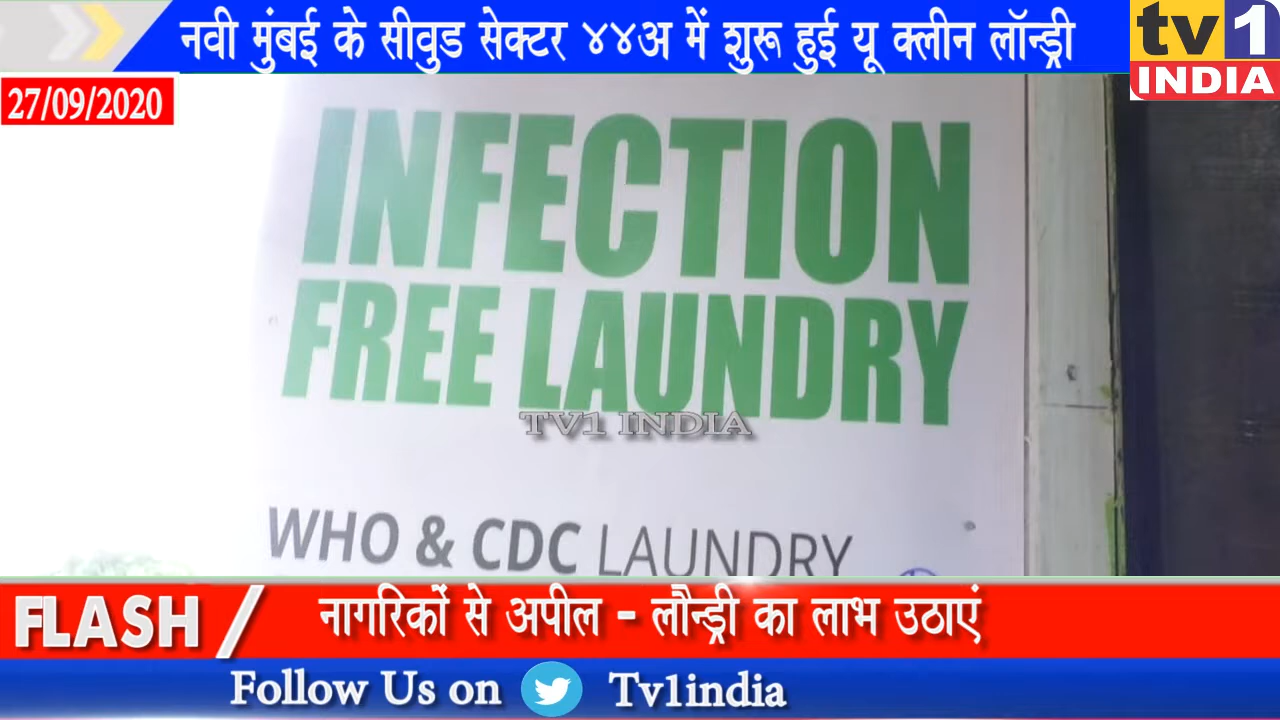 नवी मुंबई के सीवुड सेक्टर ४४अ में शुरू हुई यू क्लीन लॉन्ड्री
tv1
INDIA
27/09/2020
INFECTION
FREE LAUNDRY
TV1 INDIA
WHO & CDC LAUNDRY
FLASH / नागरिकों से अपील - लौन्ड्री का लाभ उठाएं
Follow Us on Tv1india